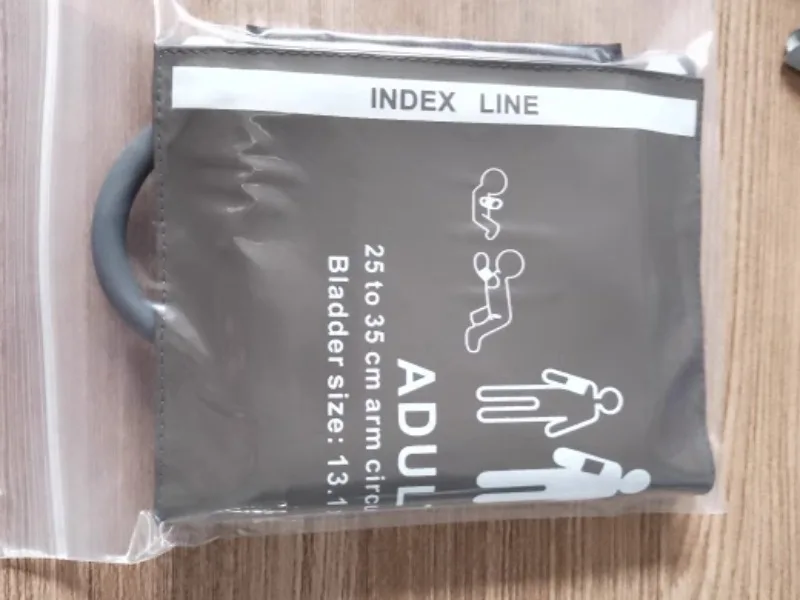 INDEX LINE
ADUL
25 to 35 cm arm circu
Bladder size: 13.1